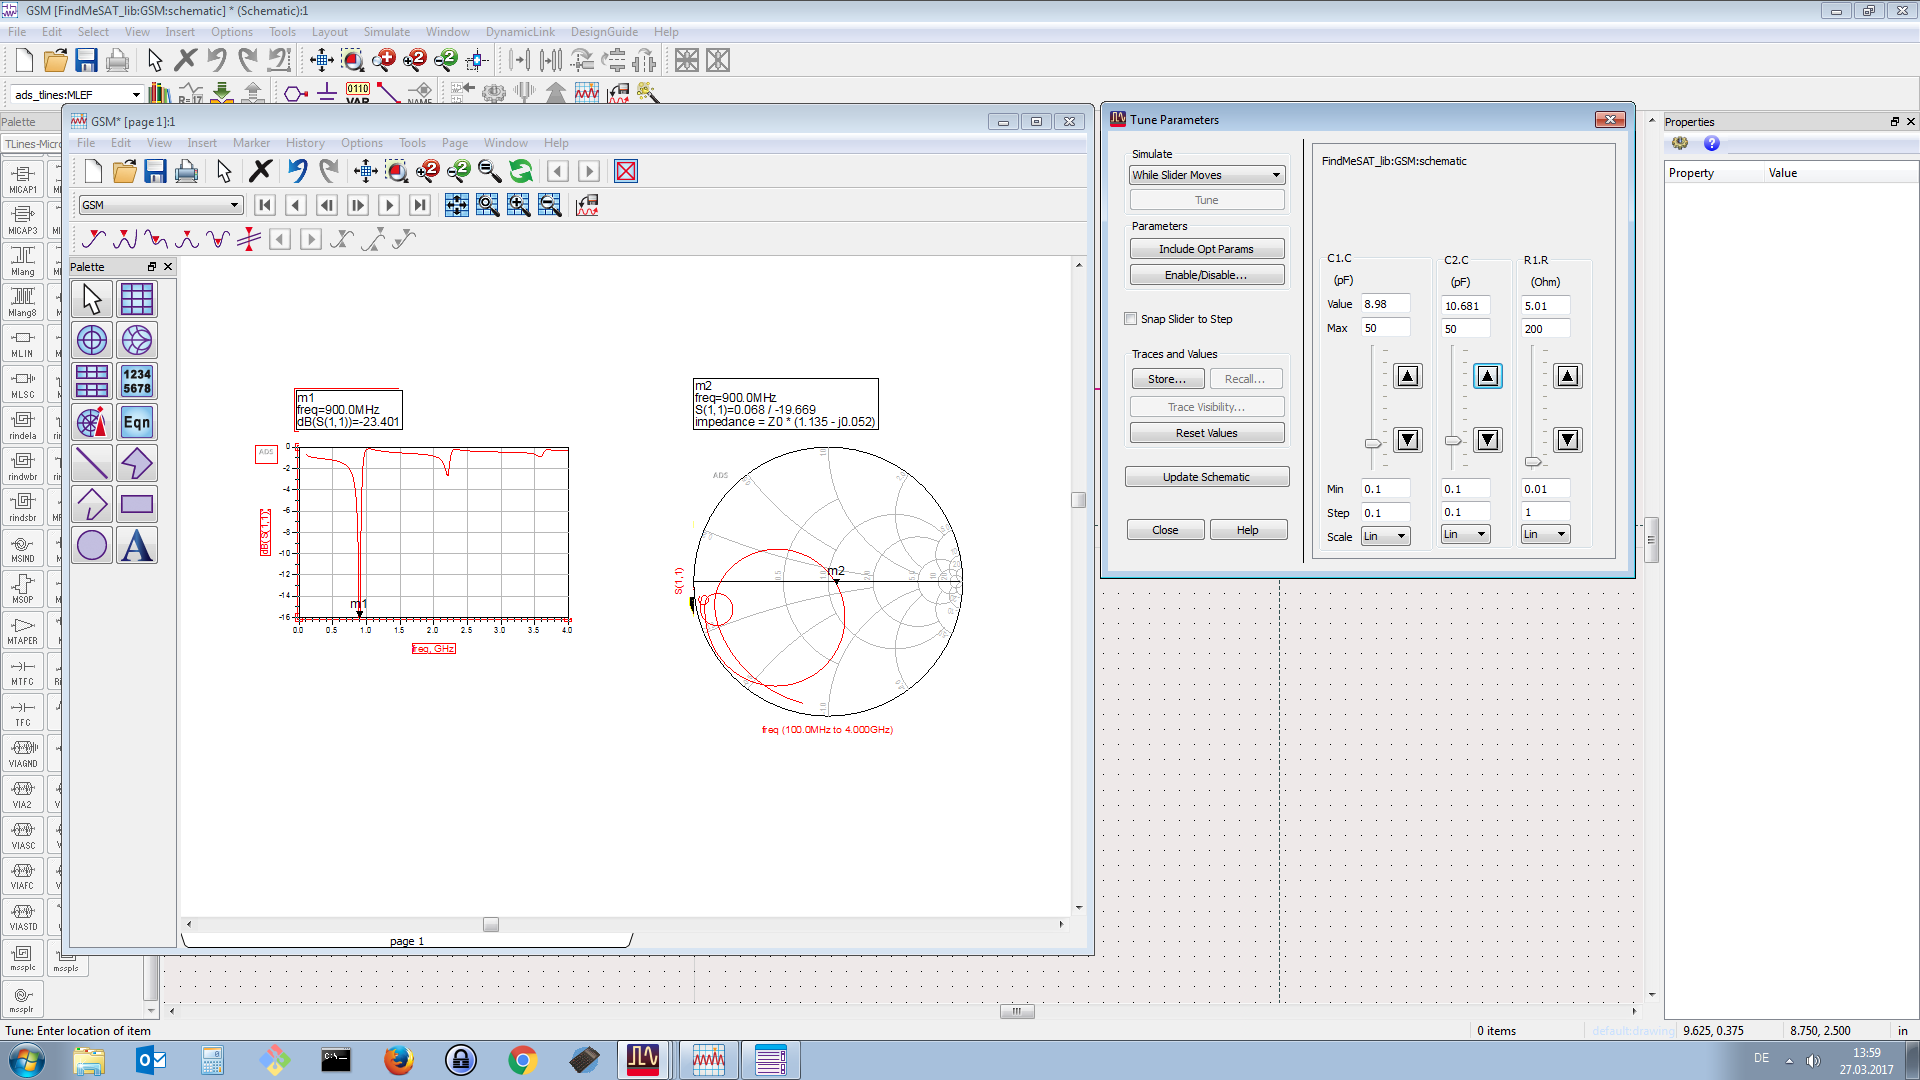 GSM [FindMeSAT_lib:GSM:schematic] * (Schematic):1
File Edit Select View Insert Options Tools Layout Simulate Window DynamicLink DesignGuide Help
ads_tlines:MLEF
0110
VAR
NAME
Palette
TLines-Micro
MICAP1
MICAP3
Mlang
Mlang8
MLIN
MLSC
rindela
rindwbr
rindsbr
MSIND
MSOP
MTAPER
MTFC
TFC
VIAGND
VIA2
VIASC
VIAFC
VIASTD
mssplc
msspls
mssplr
GSM* [page 1]:1
File Edit View Insert Marker History Options Tools Page Window Help
GSM
Palette
1234
5678
Eqn
A
m1
freq=900.0MHz
dB(S(1,1))=-23.401
ADS
0
-2
-4
-6
-8
-10
-12
-14
-16
dB(S(1,1))
m1
0.0 0.5 1.0 1.5 2.0 2.5 3.0 3.5 4.0
freq, GHz
m2
freq=900.0MHz
S(1,1)=0.068 / -19.669
impedance = Z0 * (1.135 - j0.052)
ADS
S(1,1)
m2
freq (100.0MHz to 4.000GHz)
page 1
Tune Parameters
Simulate
While Slider Moves
Tune
Parameters
Include Opt Params
Enable/Disable...
Snap Slider to Step
Traces and Values
Store... Recall...
Trace Visibility...
Reset Values
Update Schematic
Close Help
FindMeSAT_lib:GSM:schematic
C1.C C2.C R1.R
(pF) (pF) (Ohm)
Value 8.98 10.681 5.01
Max 50 50 200
Min 0.1 0.1 0.01
Step 0.1 0.1 1
Scale Lin Lin Lin
Properties
Property Value
Tune: Enter location of item
0 items
default:drawing
9.625, 0.375
8.750, 2.500
in
DE
13:59
27.03.2017